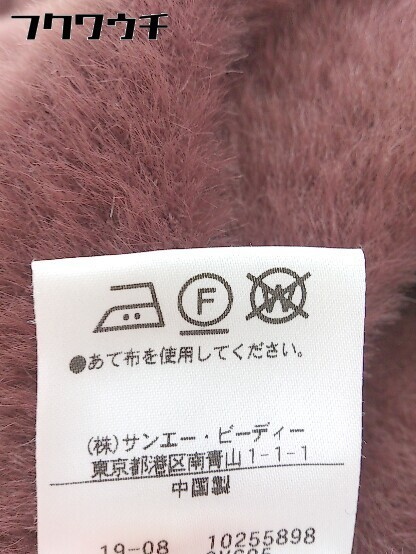 フクワウチ
F
W
●あて布を使用してください。
(株)サンエー・ビーディー
東京都港区南青山1-1-1
中国製
19-08 10255898